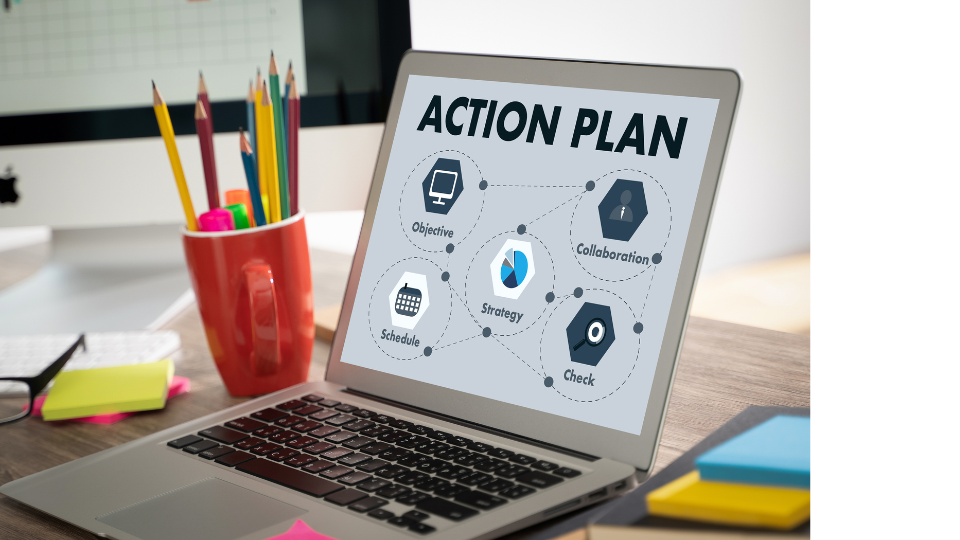 ACTION PLAN
Objective
Collaboration
Strategy
Schedule
Check